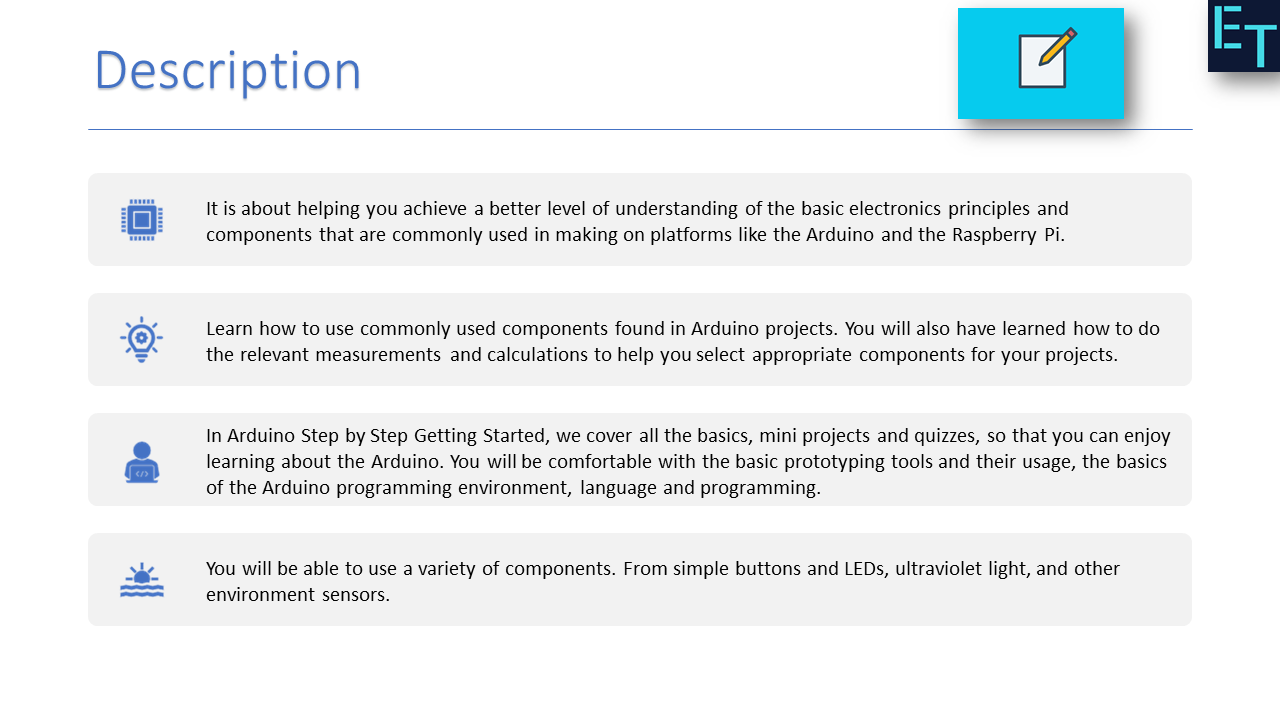 Description
ET
It is about helping you achieve a better level of understanding of the basic electronics principles and
components that are commonly used in making on platforms like the Arduino and the Raspberry Pi.
Learn how to use commonly used components found in Arduino projects. You will also have learned how to do
the relevant measurements and calculations to help you select appropriate components for your projects.
In Arduino Step by Step Getting Started, we cover all the basics, mini projects and quizzes, so that you can enjoy
learning about the Arduino. You will be comfortable with the basic prototyping tools and their usage, the basics
of the Arduino programming environment, language and programming.
You will be able to use a variety of components. From simple buttons and LEDs, ultraviolet light, and other
environment sensors.